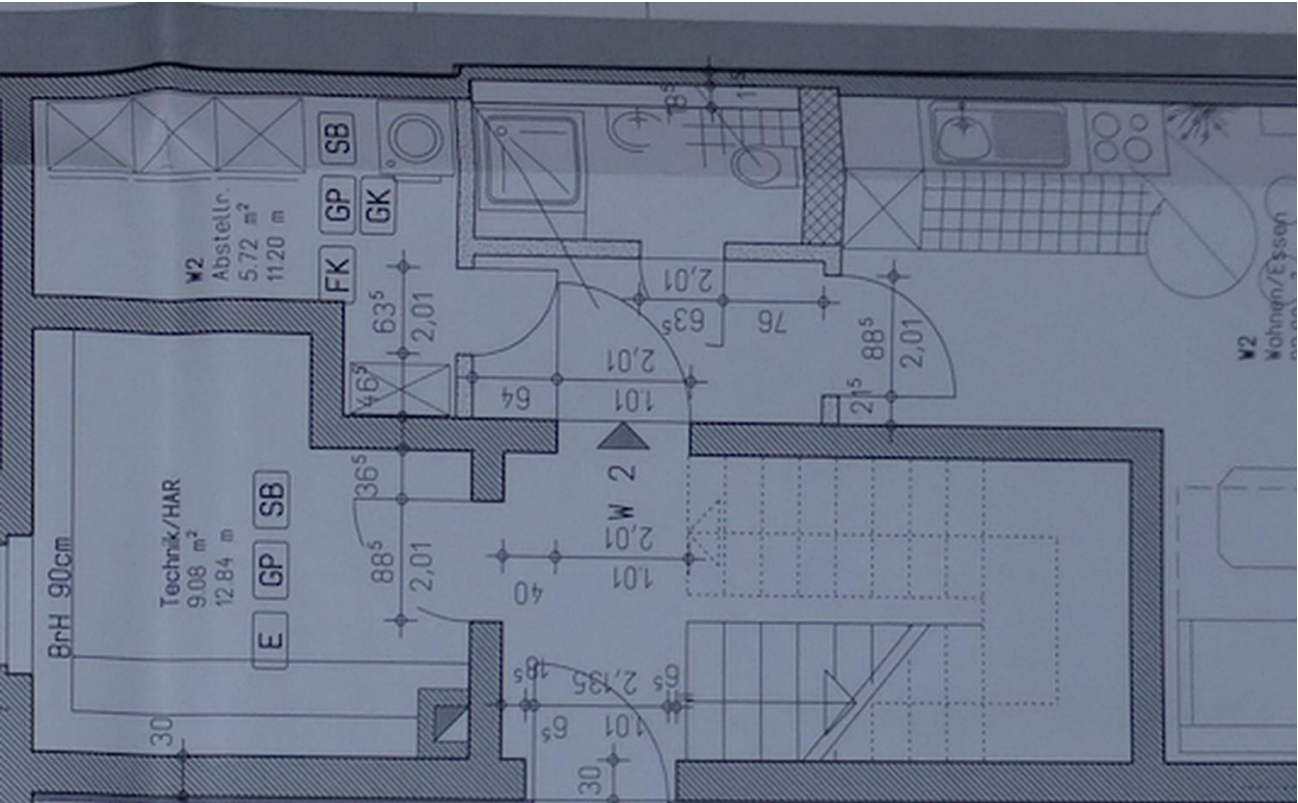 SB
GP
GK
FK
W2
Abstellr.
5.72 m²
11.20 m
63⁵
2,01
46⁵
2,01
63⁵
76
88⁵
2,01
21⁵
64
2,01
1.01
W 2
W2
Wohnen/Essen
BrH 90cm
Technik/HAR
9.08 m²
12.84 m
SB
GP
E
36⁵
88⁵
2,01
40
2,01
1.01
2,135
1.01
6⁵
6⁵
30
30